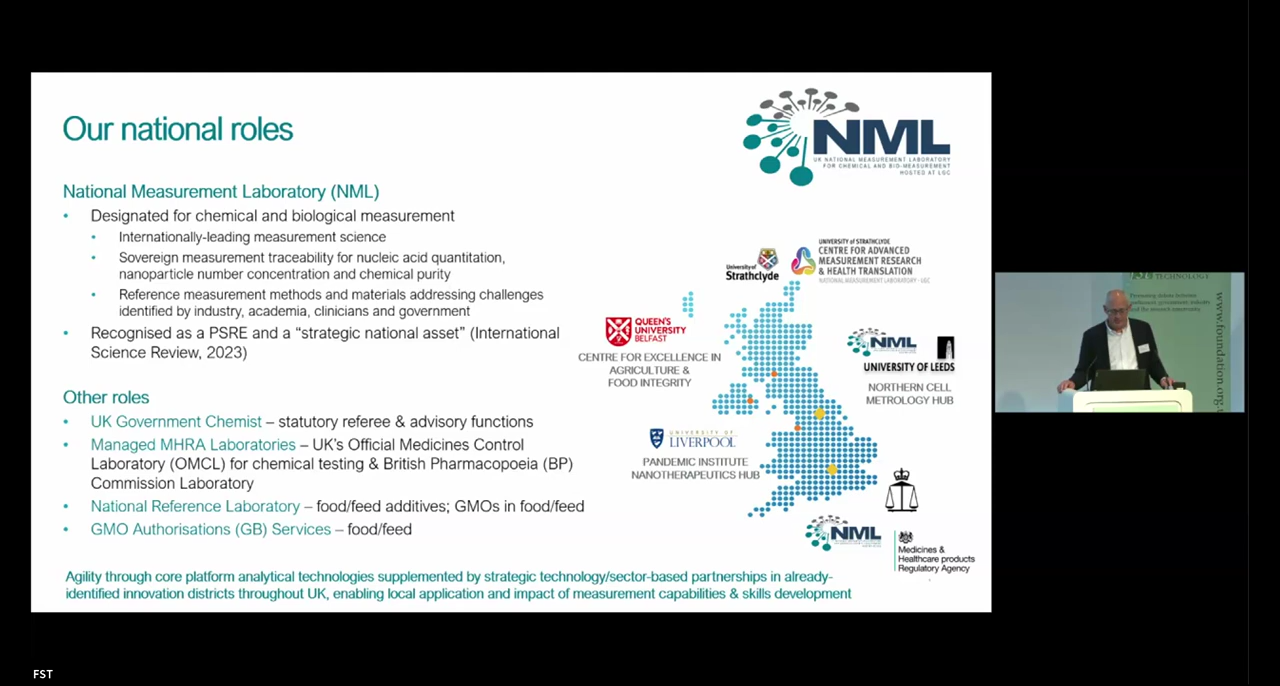 Our national roles
NML
UK NATIONAL MEASUREMENT LABORATORY
FOR CHEMICAL AND BIO-MEASUREMENT
HOSTED AT LGC
National Measurement Laboratory (NML)
• Designated for chemical and biological measurement
• Internationally-leading measurement science
• Sovereign measurement traceability for nucleic acid quantitation,
nanoparticle number concentration and chemical purity
• Reference measurement methods and materials addressing challenges
identified by industry, academia, clinicians and government
• Recognised as a PSRE and a “strategic national asset” (International
Science Review, 2023)
Other roles
• UK Government Chemist – statutory referee & advisory functions
• Managed MHRA Laboratories – UK's Official Medicines Control
Laboratory (OMCL) for chemical testing & British Pharmacopoeia (BP)
Commission Laboratory
• National Reference Laboratory – food/feed additives; GMOs in food/feed
• GMO Authorisations (GB) Services – food/feed
University of
Strathclyde
UNIVERSITY of STRATHCLYDE
CENTRE FOR ADVANCED
MEASUREMENT RESEARCH
& HEALTH TRANSLATION
NATIONAL MEASUREMENT LABORATORY - LGC
QUEEN'S
UNIVERSITY
BELFAST
CENTRE FOR EXCELLENCE IN
AGRICULTURE &
FOOD INTEGRITY
NML
UNIVERSITY OF LEEDS
NORTHERN CELL
METROLOGY HUB
UNIVERSITY OF
LIVERPOOL
PANDEMIC INSTITUTE
NANOTHERAPEUTICS HUB
NML
Medicines &
Healthcare products
Regulatory Agency
Agility through core platform analytical technologies supplemented by strategic technology/sector-based partnerships in already-
identified innovation districts throughout UK, enabling local application and impact of measurement capabilities & skills development
TECHNOLOGY
www.foundation.org.
FST